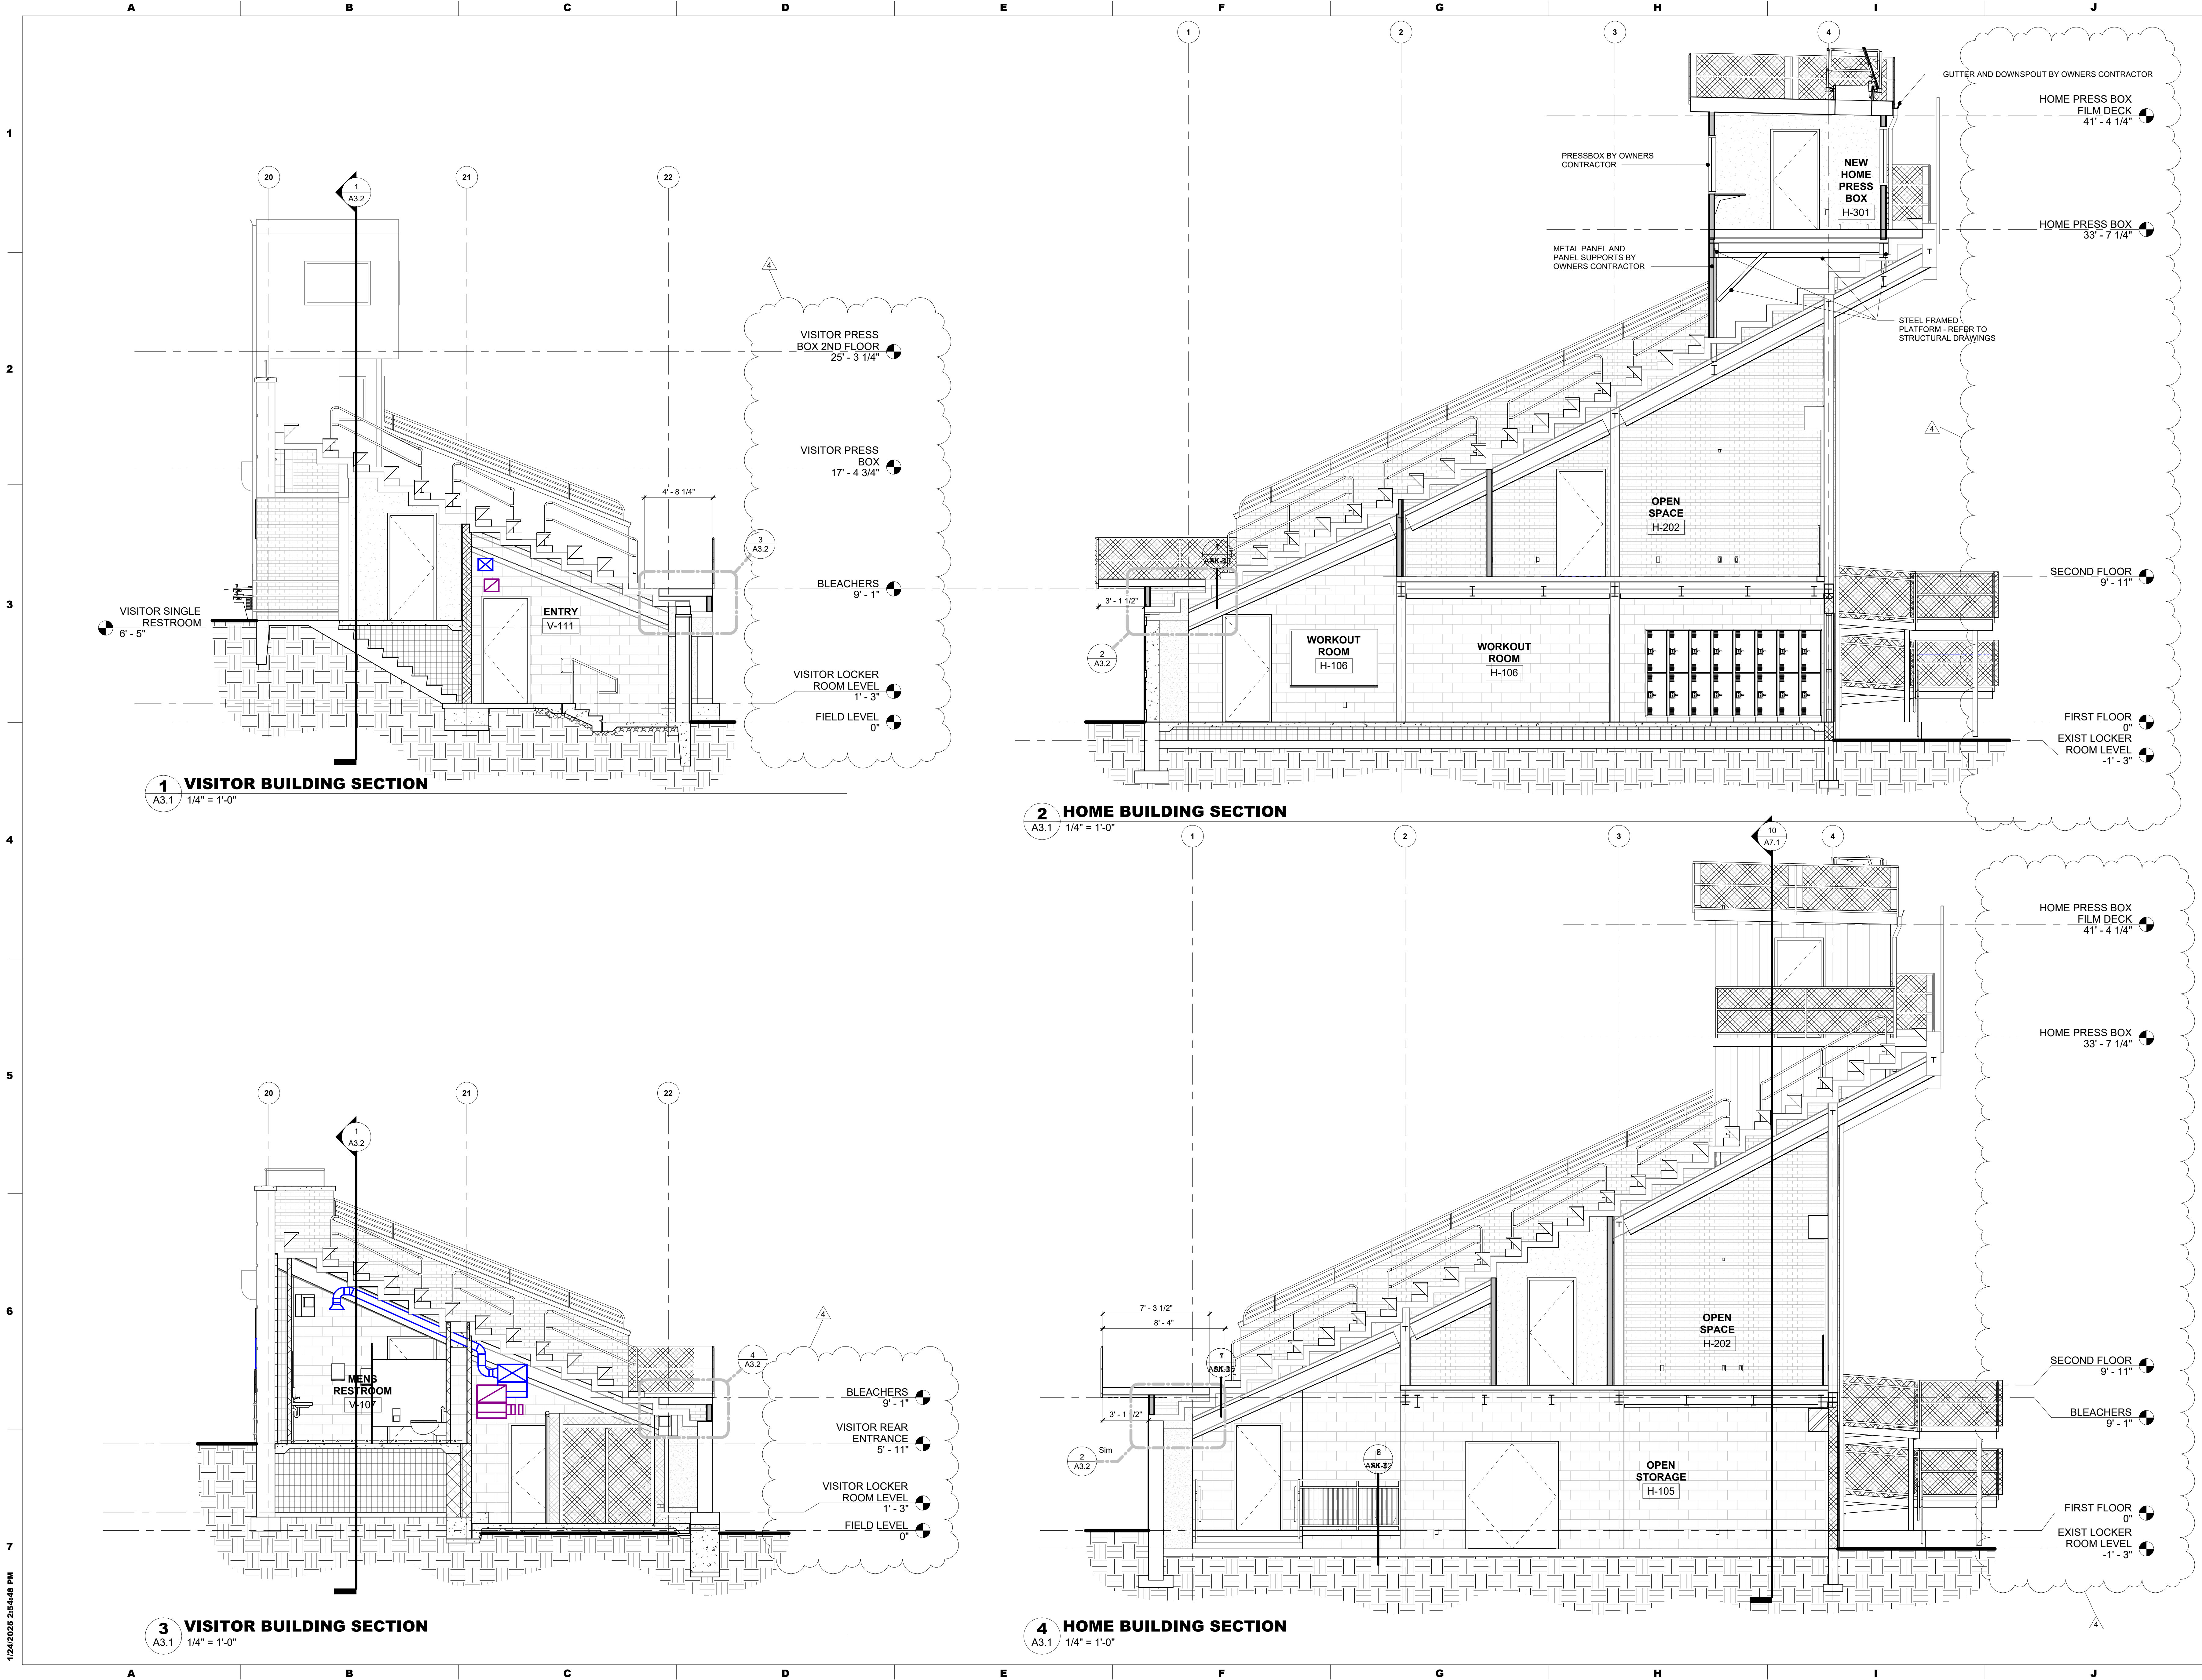 A B C D E F G H I J
1
2
3
4
5
6
7
20
21
22
1
A3.2
4
VISITOR PRESS
BOX 2ND FLOOR
25' - 3 1/4"
VISITOR PRESS
BOX
17' - 4 3/4"
4' - 8 1/4"
3
A3.2
BLEACHERS
9' - 1"
VISITOR SINGLE
RESTROOM
6' - 5"
ENTRY
V-111
VISITOR LOCKER
ROOM LEVEL
1' - 3"
FIELD LEVEL
0"
1
A3.1
VISITOR BUILDING SECTION
1/4" = 1'-0"
1
2
3
4
GUTTER AND DOWNSPOUT BY OWNERS CONTRACTOR
HOME PRESS BOX
FILM DECK
41' - 4 1/4"
PRESSBOX BY OWNERS
CONTRACTOR
NEW
HOME
PRESS
BOX
H-301
HOME PRESS BOX
33' - 7 1/4"
METAL PANEL AND
PANEL SUPPORTS BY
OWNERS CONTRACTOR
STEEL FRAMED
PLATFORM - REFER TO
STRUCTURAL DRAWINGS
4
OPEN
SPACE
H-202
SECOND FLOOR
9' - 11"
3' - 1 1/2"
2
A3.2
WORKOUT
ROOM
H-106
WORKOUT
ROOM
H-106
FIRST FLOOR
0"
EXIST LOCKER
ROOM LEVEL
-1' - 3"
2
A3.1
HOME BUILDING SECTION
1/4" = 1'-0"
20
21
22
1
A3.2
4
4
A3.2
MENS
RESTROOM
V-107
BLEACHERS
9' - 1"
VISITOR REAR
ENTRANCE
5' - 11"
VISITOR LOCKER
ROOM LEVEL
1' - 3"
FIELD LEVEL
0"
3
A3.1
VISITOR BUILDING SECTION
1/4" = 1'-0"
1
2
3
10
A7.1
4
HOME PRESS BOX
FILM DECK
41' - 4 1/4"
HOME PRESS BOX
33' - 7 1/4"
7' - 3 1/2"
8' - 4"
OPEN
SPACE
H-202
SECOND FLOOR
9' - 11"
BLEACHERS
9' - 1"
Sim
2
A3.2
OPEN
STORAGE
H-105
FIRST FLOOR
0"
EXIST LOCKER
ROOM LEVEL
-1' - 3"
4
4
A3.1
HOME BUILDING SECTION
1/4" = 1'-0"
1/24/2025 2:54:48 PM
A B C D E F G H I J